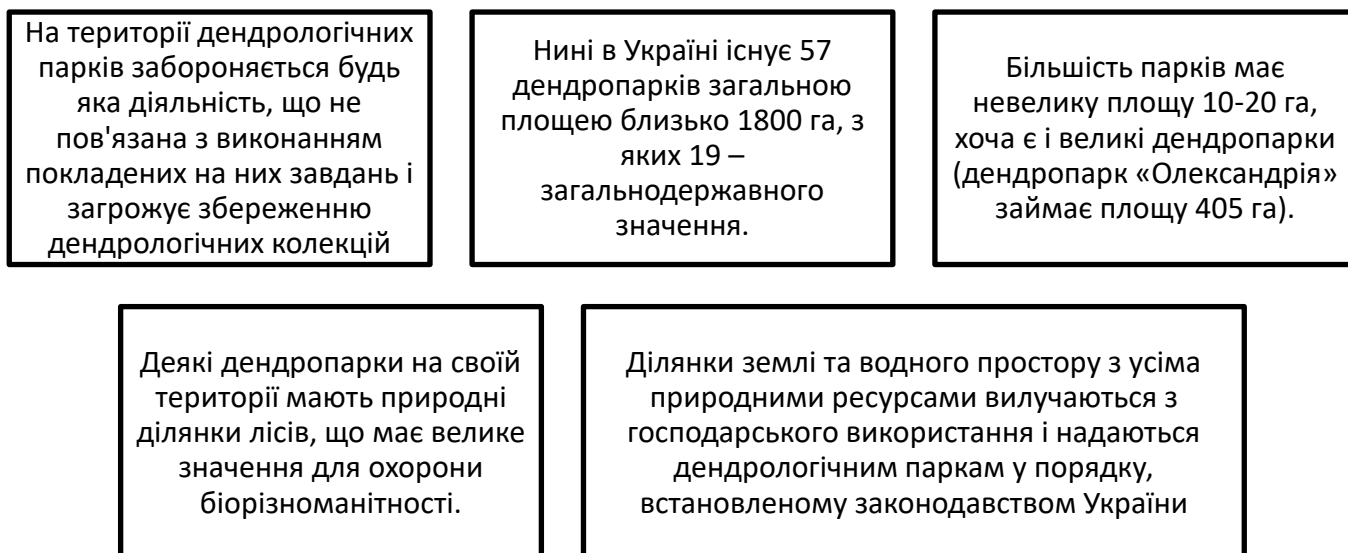 На території дендрологічних
парків забороняється будь
яка діяльність, що не
пов'язана з виконанням
покладених на них завдань і
загрожує збереженню
дендрологічних колекцій
Нині в Україні існує 57
дендропарків загальною
площею близько 1800 га, з
яких 19 –
загальнодержавного
значення.
Більшість парків має
невелику площу 10-20 га,
хоча є і великі дендропарки
(дендропарк «Олександрія»
займає площу 405 га).
Деякі дендропарки на своїй
території мають природні
ділянки лісів, що має велике
значення для охорони
біорізноманітності.
Ділянки землі та водного простору з усіма
природними ресурсами вилучаються з
господарського використання і надаються
дендрологічним паркам у порядку,
встановленому законодавством України